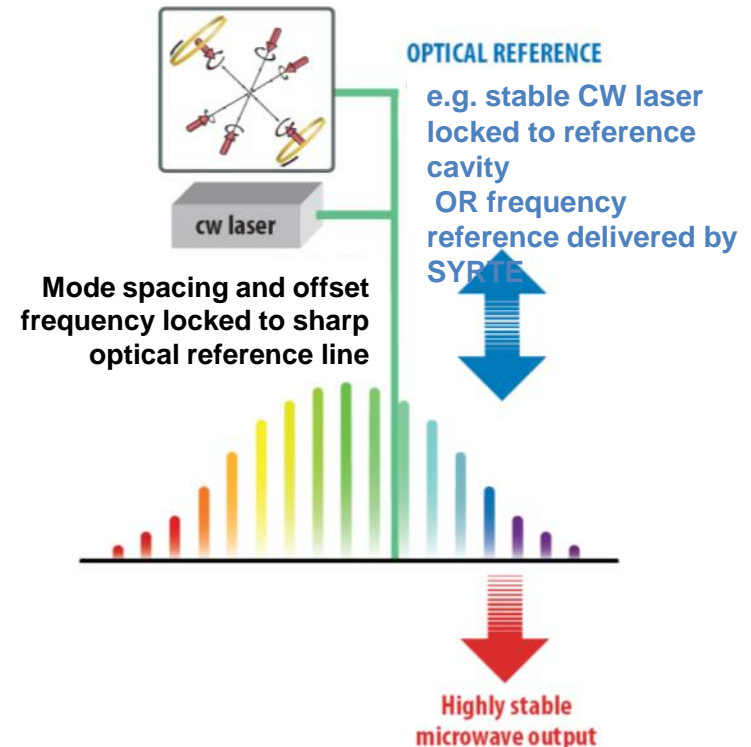 OPTICAL REFERENCE
e.g. stable CW laser
locked to reference
cavity
OR frequency
reference delivered by
SYRTE
cw laser
Mode spacing and offset
frequency locked to sharp
optical reference line
Highly stable
microwave output